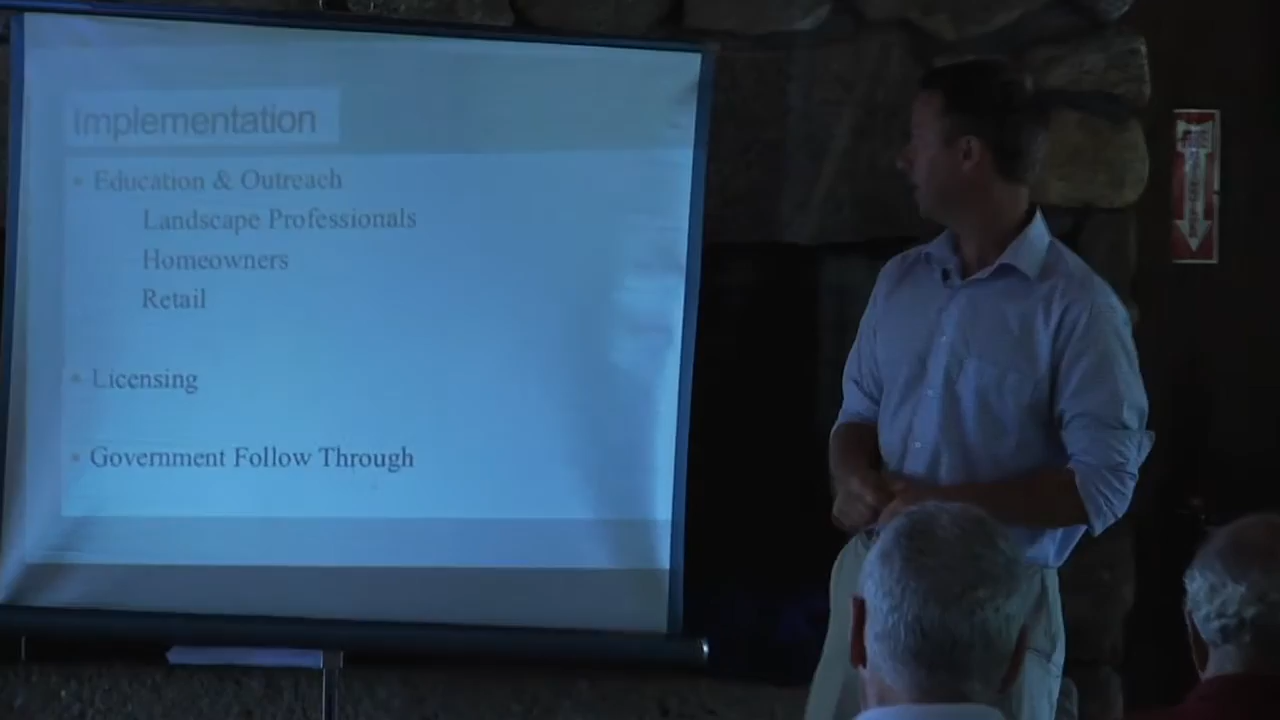 Implementation
• Education & Outreach
Landscape Professionals
Homeowners
Retail
• Licensing
• Government Follow Through